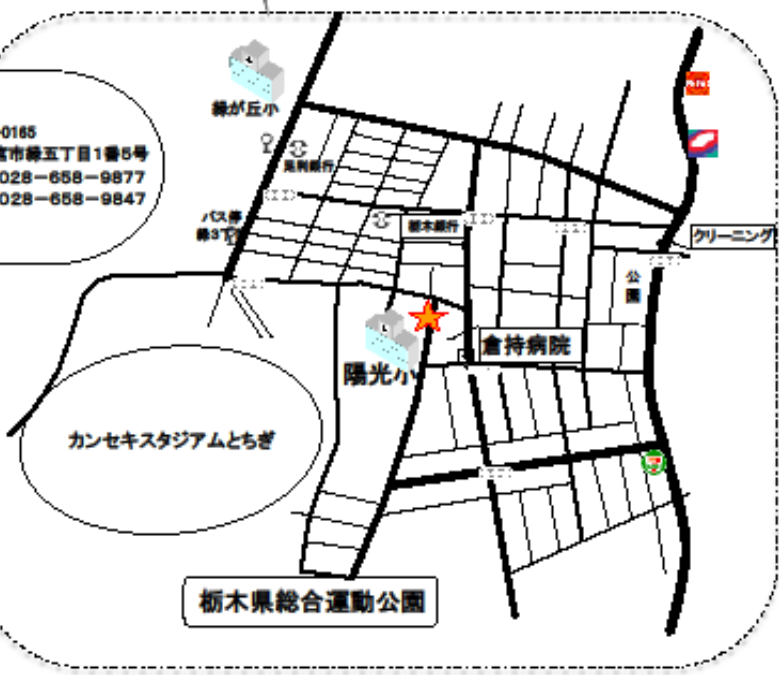 緑が丘小
-0165
宮市緑五丁目1番5号
028-658-9877
028-658-9847
足利銀行
バス停
緑3丁目
栃木銀行
クリーニング
公
園
倉持病院
陽光小
カンセキスタジアムとちぎ
栃木県総合運動公園